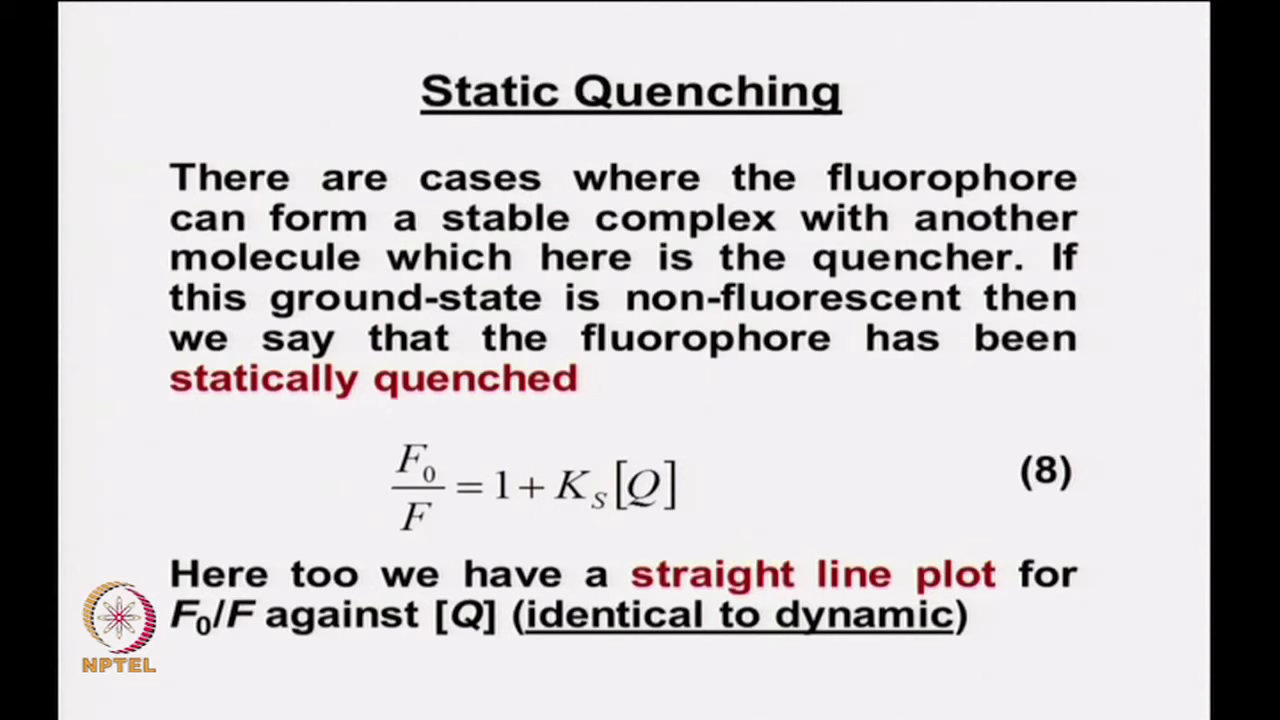 Static Quenching
There are cases where the fluorophore
can form a stable complex with another
molecule which here is the quencher. If
this ground-state is non-fluorescent then
we say that the fluorophore has been
statically quenched
F₀/F = 1 + K_S [Q] (8)
Here too we have a straight line plot for
F₀/F against [Q] (identical to dynamic)
NPTEL